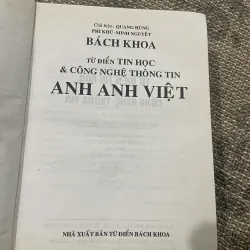 Chủ biên: QUANG HÙNG
PHI KHỨ - MINH NGUYỆT
BÁCH KHOA
TỪ ĐIỂN TIN HỌC
& CÔNG NGHỆ THÔNG TIN
ANH ANH VIỆT
NHÀ XUẤT BẢN TỪ ĐIỂN BÁCH KHOA